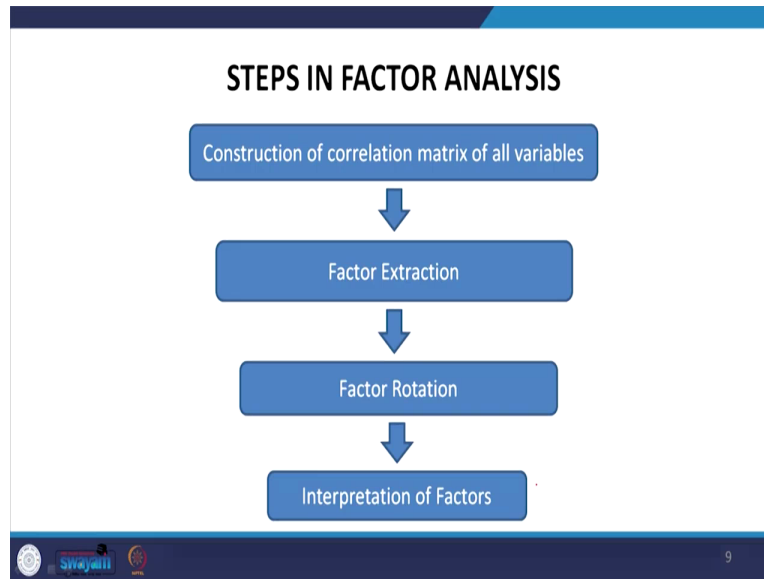 STEPS IN FACTOR ANALYSIS
Construction of correlation matrix of all variables
Factor Extraction
Factor Rotation
Interpretation of Factors
swayam
9